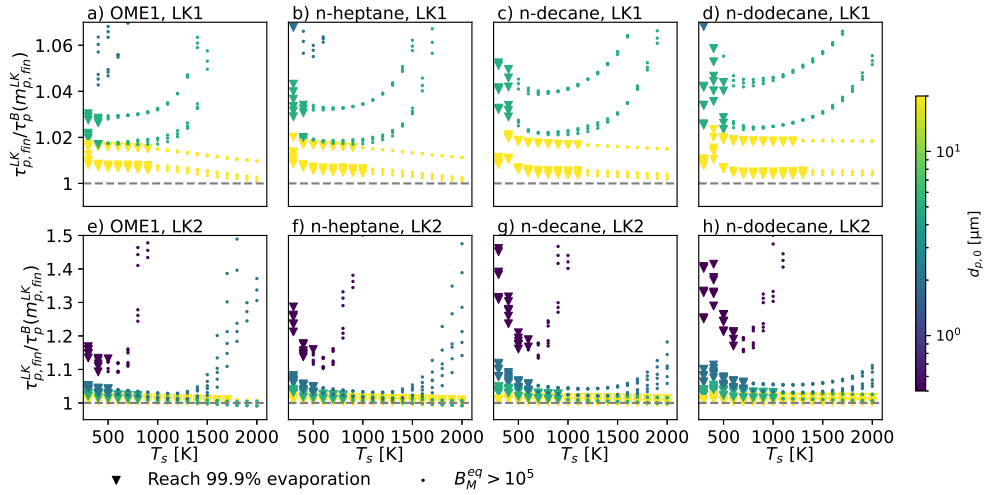 a) OME1, LK1
b) n-heptane, LK1
c) n-decane, LK1
d) n-dodecane, LK1
τ^{LK}_{p,fin}/τ^{B}_{p}(m^{LK}_{p,fin})
1.06
1.04
1.02
1
e) OME1, LK2
f) n-heptane, LK2
g) n-decane, LK2
h) n-dodecane, LK2
τ^{LK}_{p,fin}/τ^{B}_{p}(m^{LK}_{p,fin})
1.5
1.4
1.3
1.2
1.1
1
500 1000 1500 2000
500 1000 1500 2000
500 1000 1500 2000
500 1000 1500 2000
T_s [K]
T_s [K]
T_s [K]
T_s [K]
10^1
10^0
d_{p,0} [μm]
Reach 99.9% evaporation
B^{eq}_M > 10^5